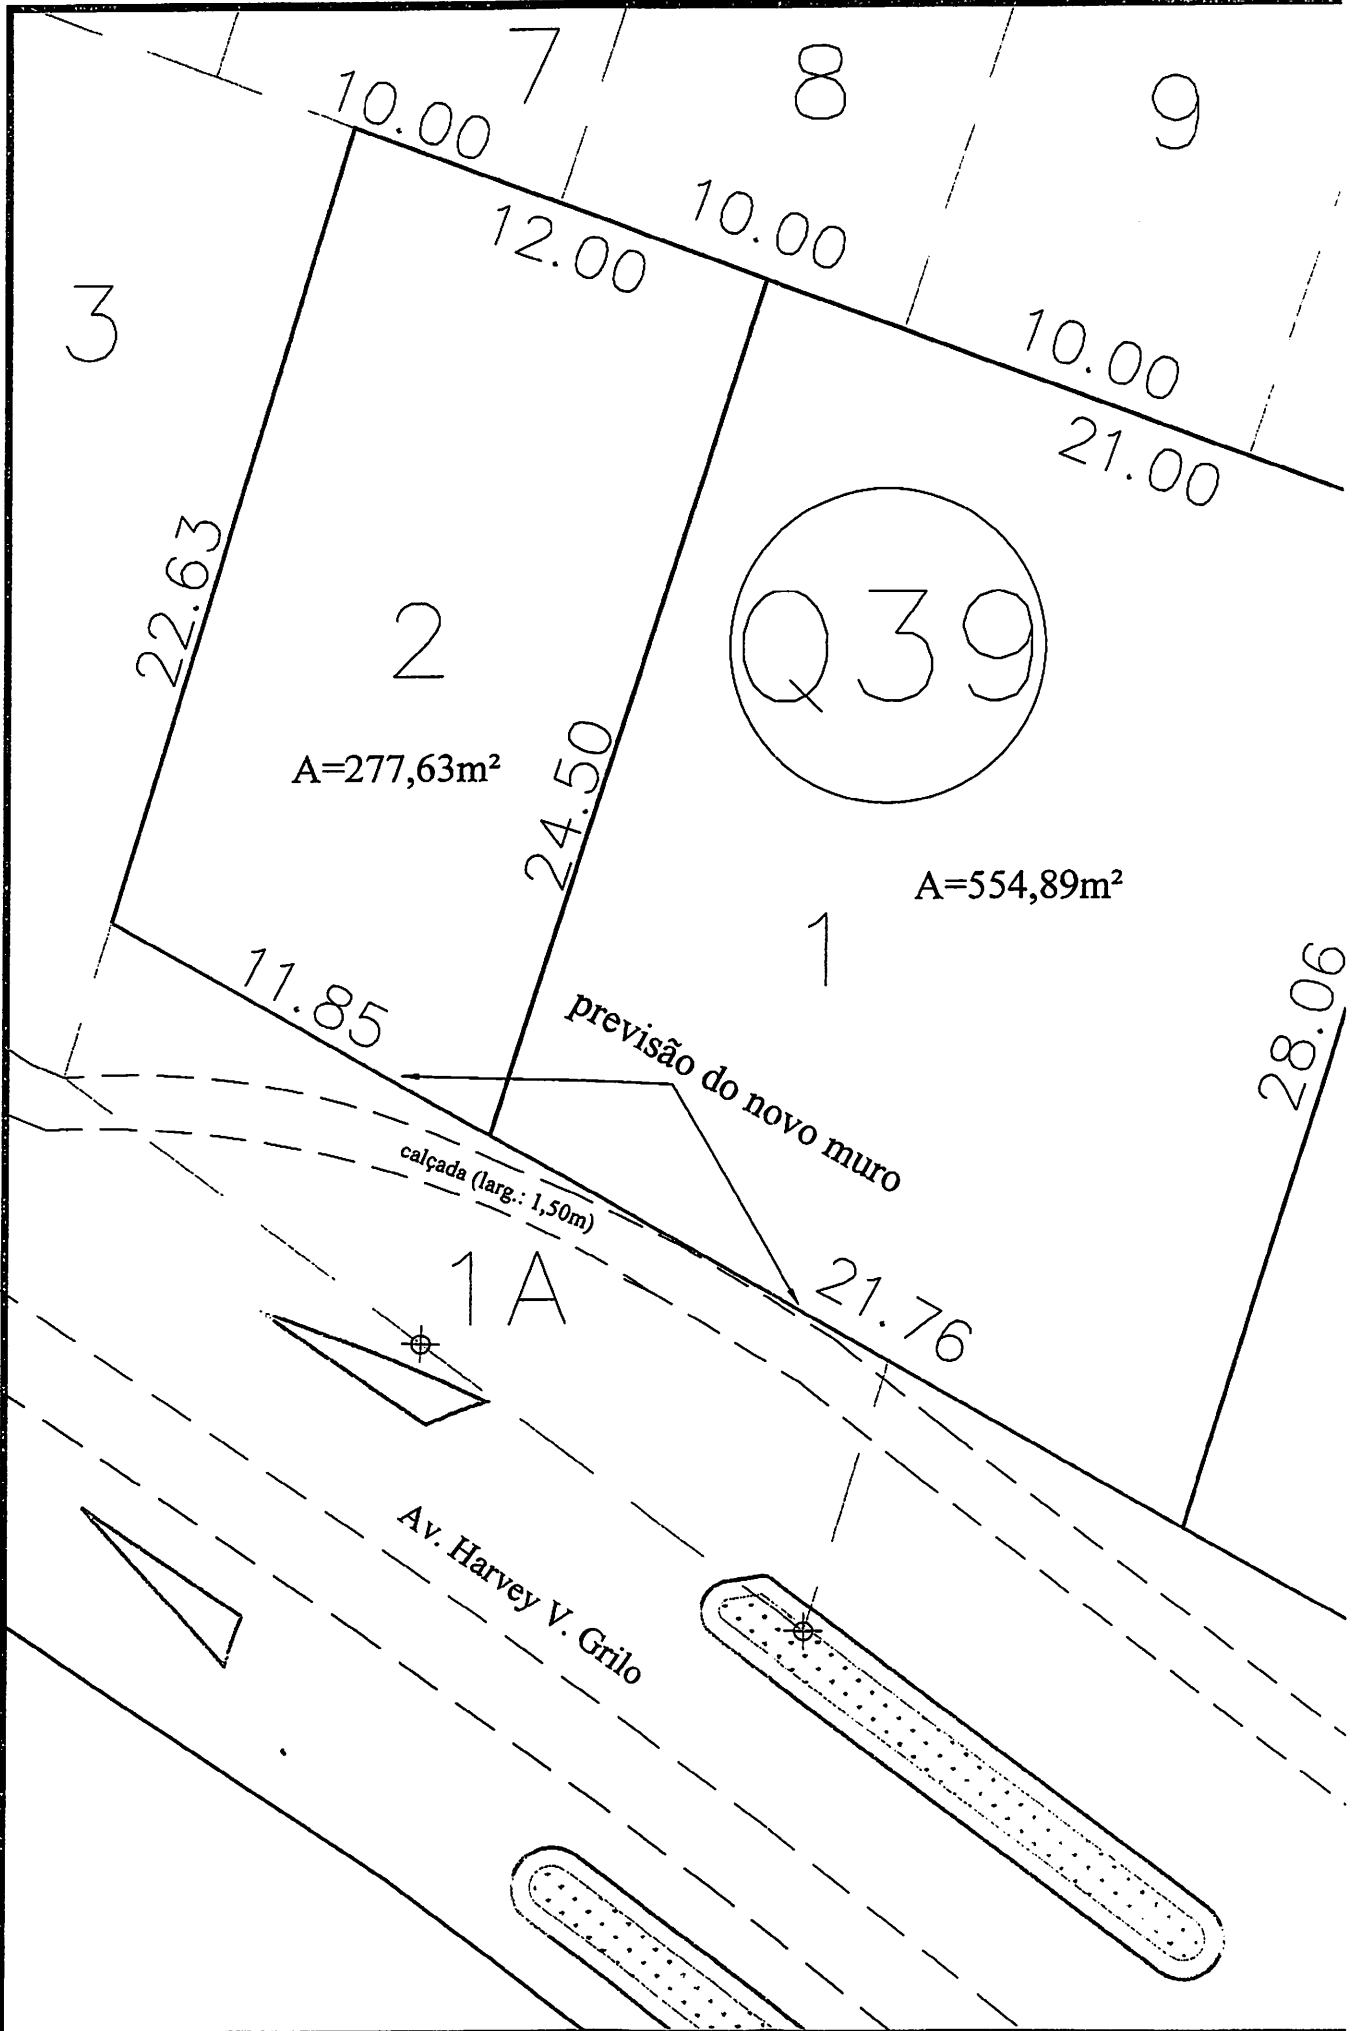 7
8
9
10.00
12.00
10.00
10.00
21.00
3
22.63
2
A=277,63m²
24.50
Q39
A=554,89m²
1
28.06
11.85
previsão do novo muro
calçada (larg.: 1,50m)
1A
21.76
Av. Harvey V. Grilo